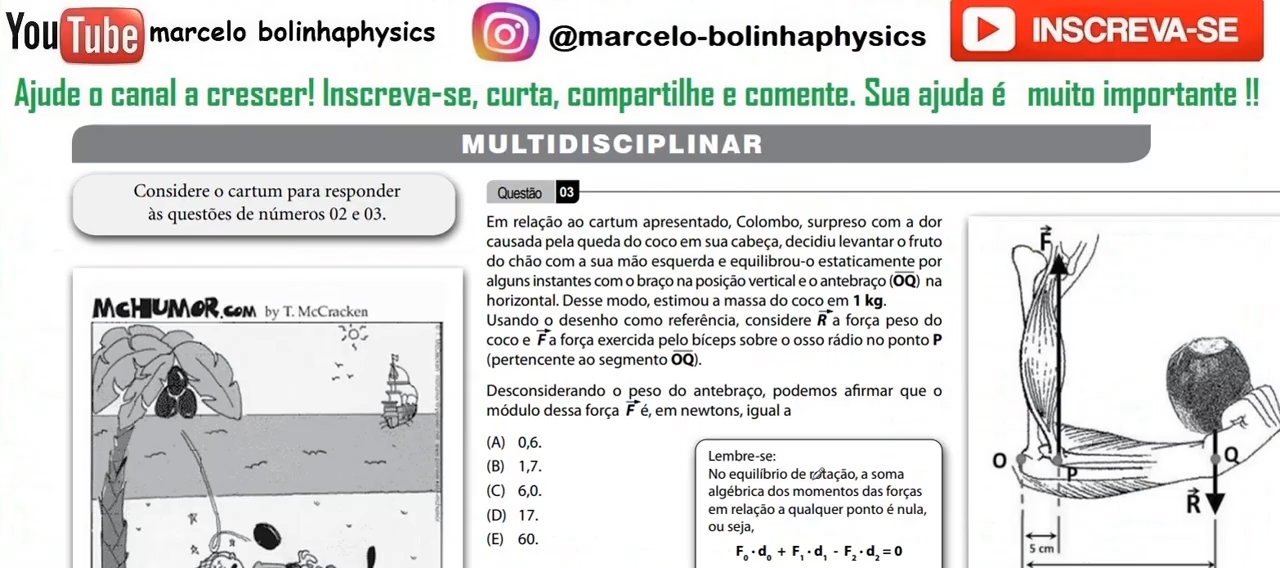 YouTube marcelo bolinhaphysics
@marcelo-bolinhaphysics
INSCREVA-SE
Ajude o canal a crescer! Inscreva-se, curta, compartilhe e comente. Sua ajuda é muito importante !!
MULTIDISCIPLINAR
Considere o cartum para responder
às questões de números 02 e 03.
McHUMOR.com by T. McCracken
Questão 03
Em relação ao cartum apresentado, Colombo, surpreso com a dor
causada pela queda do coco em sua cabeça, decidiu levantar o fruto
do chão com a sua mão esquerda e equilibrou-o estaticamente por
alguns instantes com o braço na posição vertical e o antebraço (OQ) na
horizontal. Desse modo, estimou a massa do coco em 1 kg.
Usando o desenho como referência, considere R a força peso do
coco e F a força exercida pelo bíceps sobre o osso rádio no ponto P
(pertencente ao segmento OQ).
Desconsiderando o peso do antebraço, podemos afirmar que o
módulo dessa força F é, em newtons, igual a
(A) 0,6.
(B) 1,7.
(C) 6,0.
(D) 17.
(E) 60.
Lembre-se:
No equilíbrio de rotação, a soma
algébrica dos momentos das forças
em relação a qualquer ponto é nula,
ou seja,
F₀ · d₀ + F₁ · d₁ - F₂ · d₂ = 0
F
O
P
Q
R
5 cm